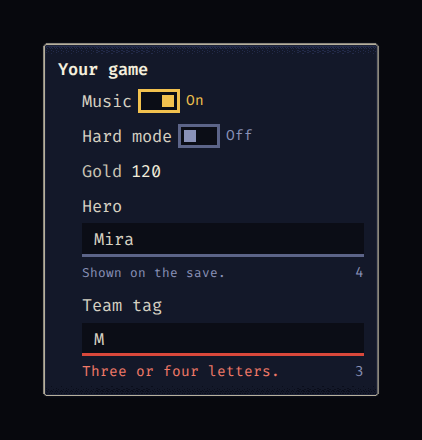 Your game
Music On
Hard mode Off
Gold 120
Hero
Mira
Shown on the save. 4
Team tag
M
Three or four letters. 3